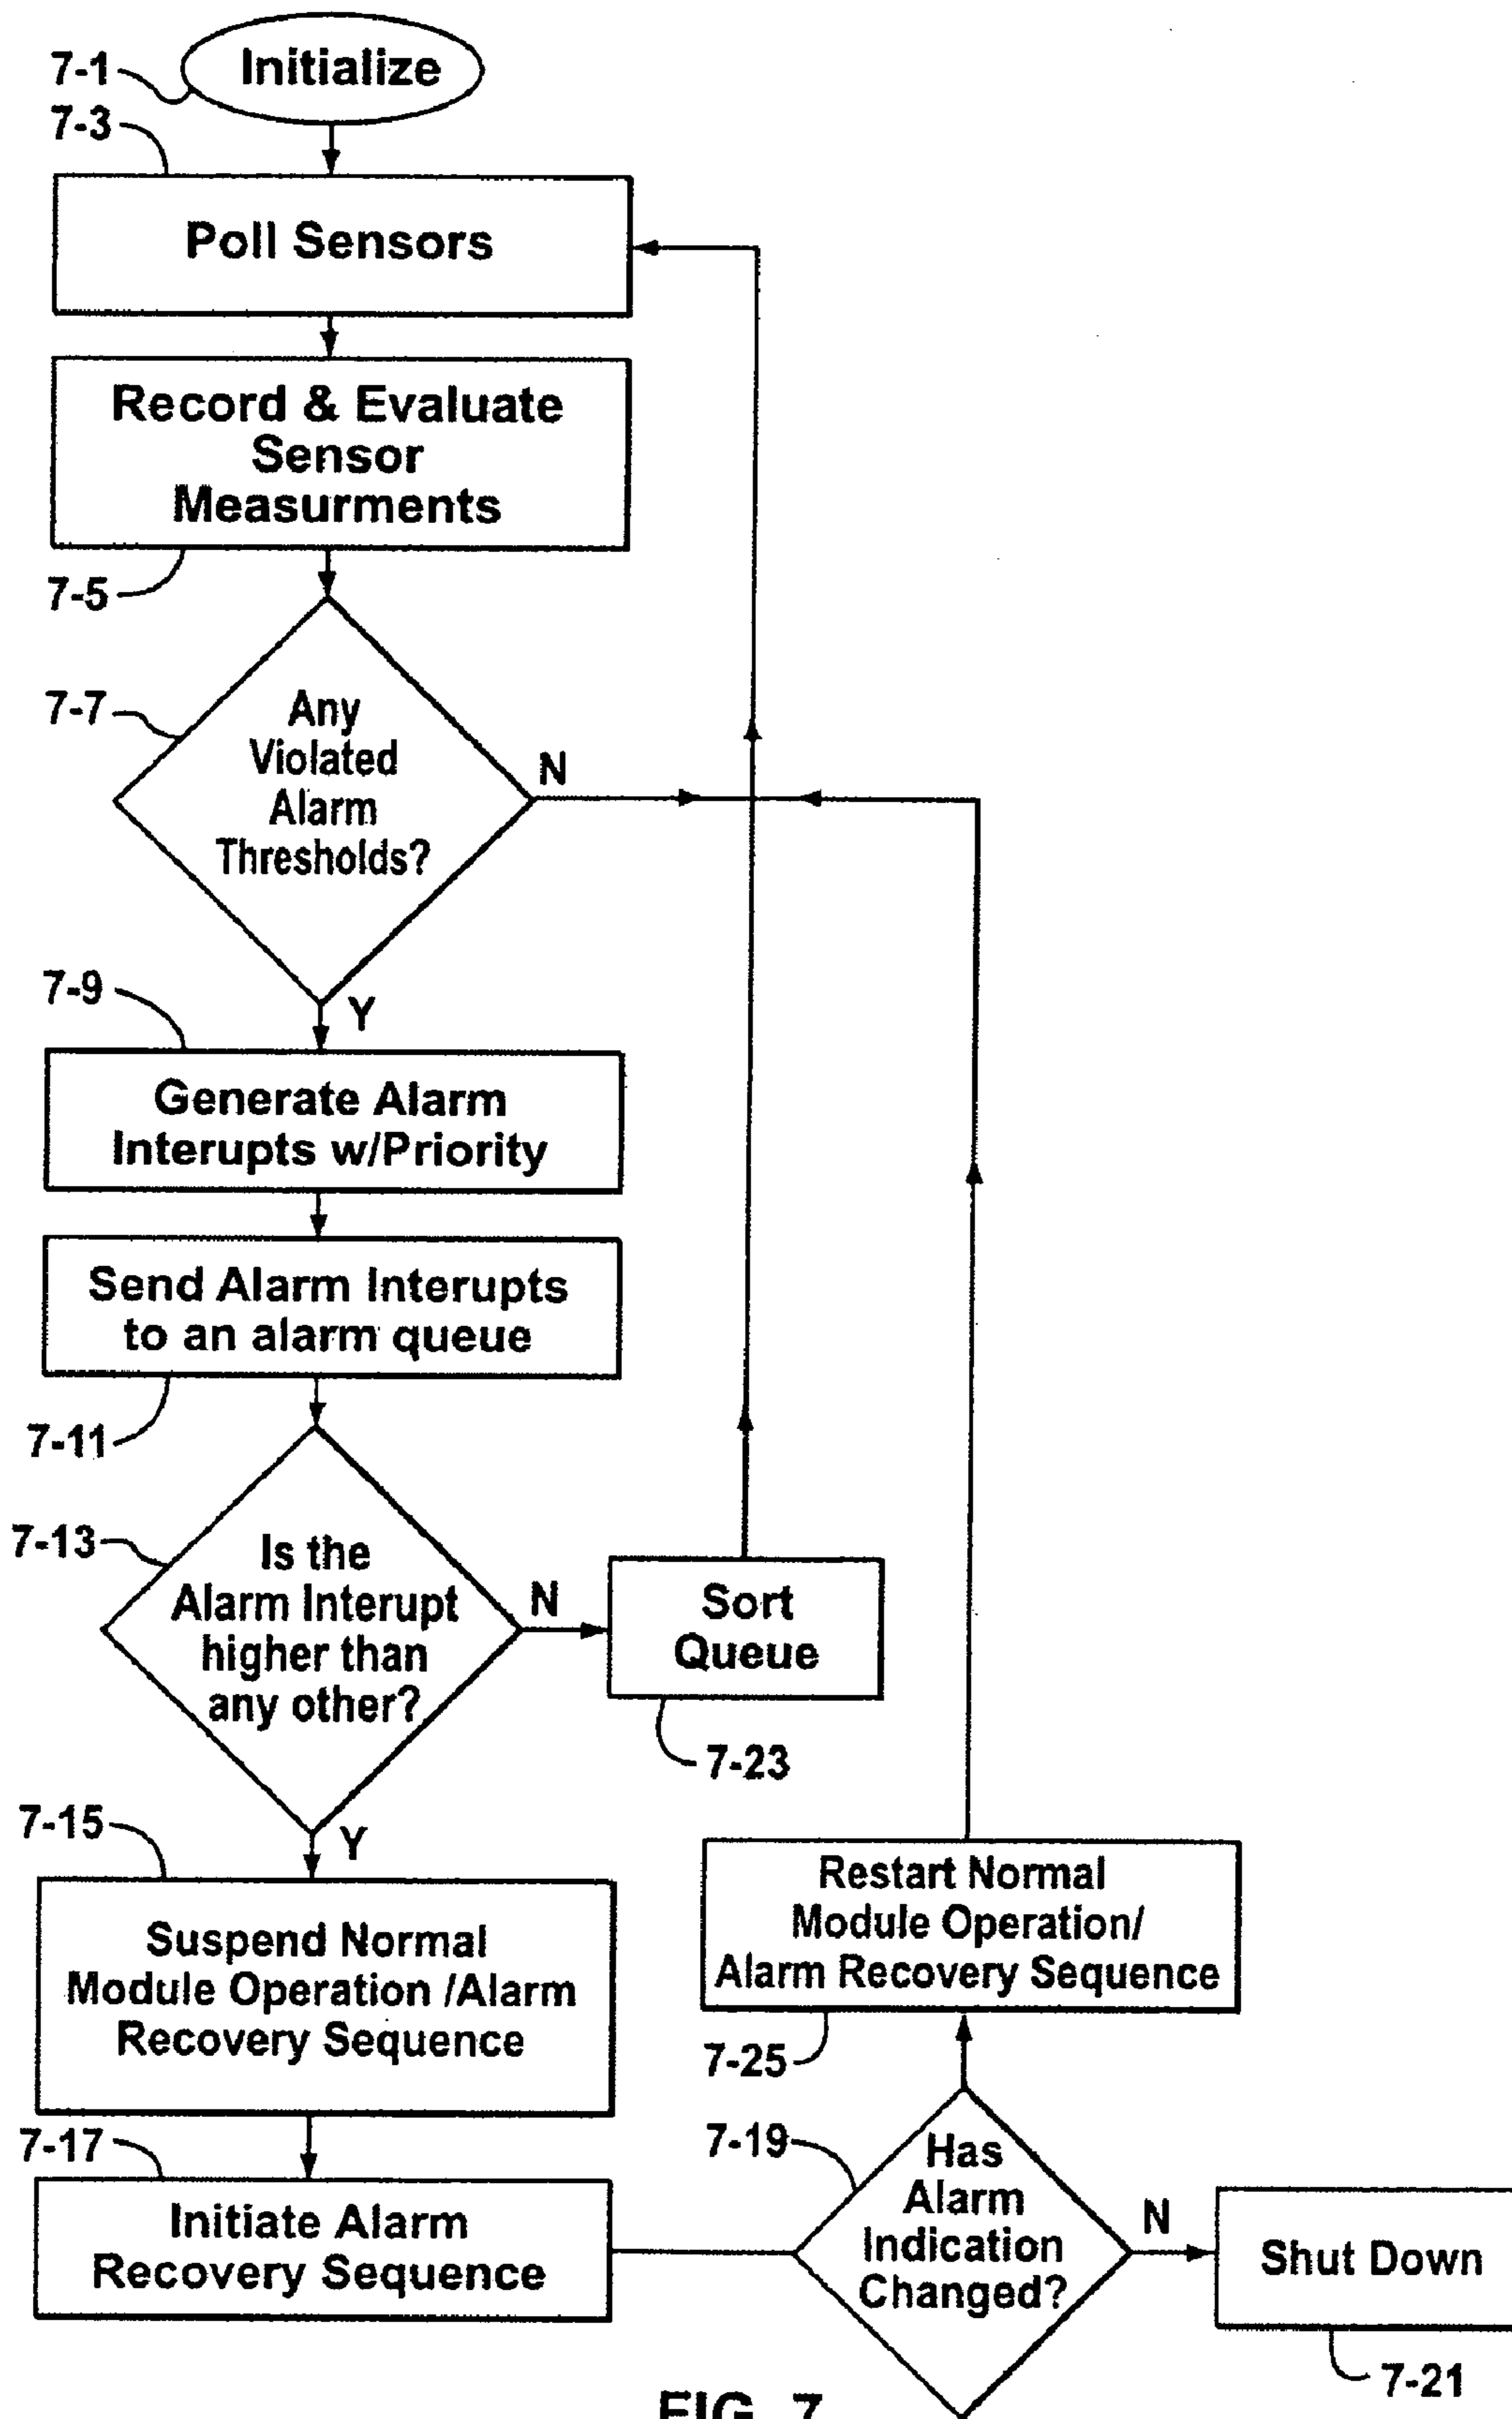 7-1
Initialize
7-3
Poll Sensors
Record & Evaluate
Sensor
Measurments
7-5
7-7
Any
Violated
Alarm
Thresholds?
N
Y
7-9
Generate Alarm
Interupts w/Priority
Send Alarm Interupts
to an alarm queue
7-11
7-13
Is the
Alarm Interupt
higher than
any other?
N
Sort
Queue
7-23
Y
7-15
Suspend Normal
Module Operation /Alarm
Recovery Sequence
7-17
Initiate Alarm
Recovery Sequence
Restart Normal
Module Operation/
Alarm Recovery Sequence
7-25
7-19
Has
Alarm
Indication
Changed?
N
Shut Down
7-21
FIG. 7